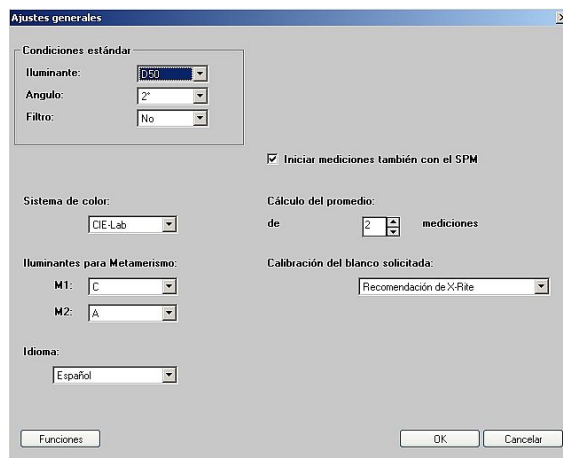 Ajustes generales
Condiciones estándar
Iluminante: D50
Angulo: 2°
Filtro: No
Iniciar mediciones también con el SPM
Sistema de color:
CIE-Lab
Cálculo del promedio:
de 2 mediciones
Iluminantes para Metamerismo:
M1: C
M2: A
Calibración del blanco solicitada:
Recomendación de X-Rite
Idioma:
Español
Funciones
OK
Cancelar